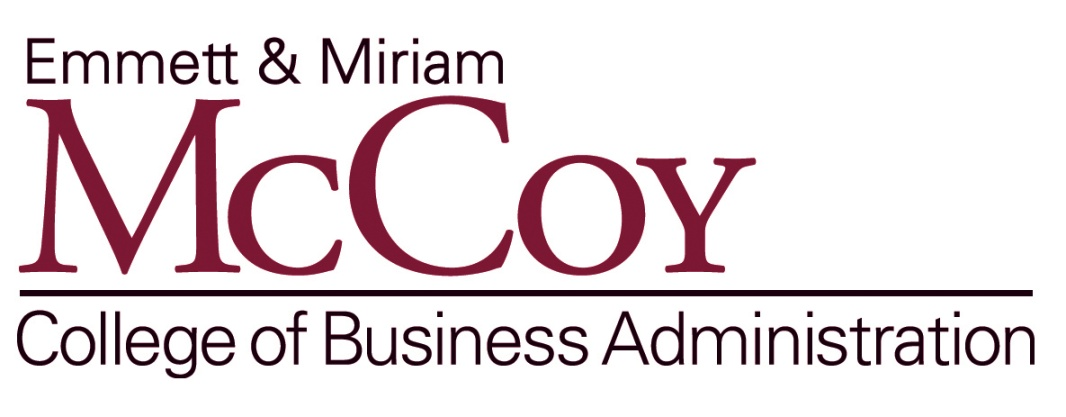 Emmett & Miriam
McCoy
College of Business Administration